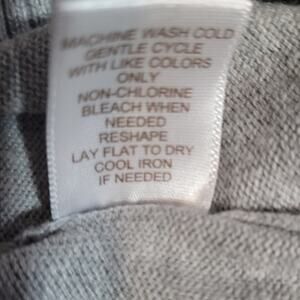 MACHINE WASH COLD
GENTLE CYCLE
WITH LIKE COLORS
ONLY
NON-CHLORINE
BLEACH WHEN
NEEDED
RESHAPE
LAY FLAT TO DRY
COOL IRON
IF NEEDED